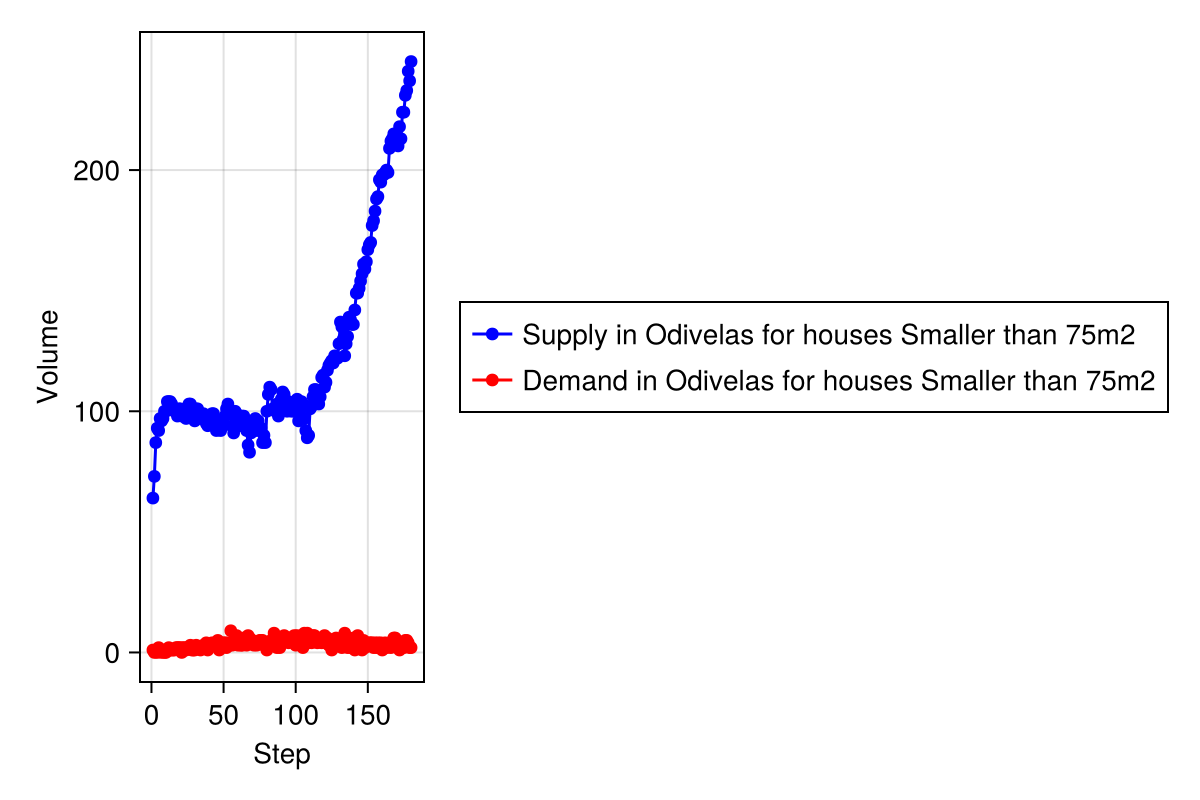 Volume
200
100
0
0 50 100 150
Step
Supply in Odivelas for houses Smaller than 75m2
Demand in Odivelas for houses Smaller than 75m2